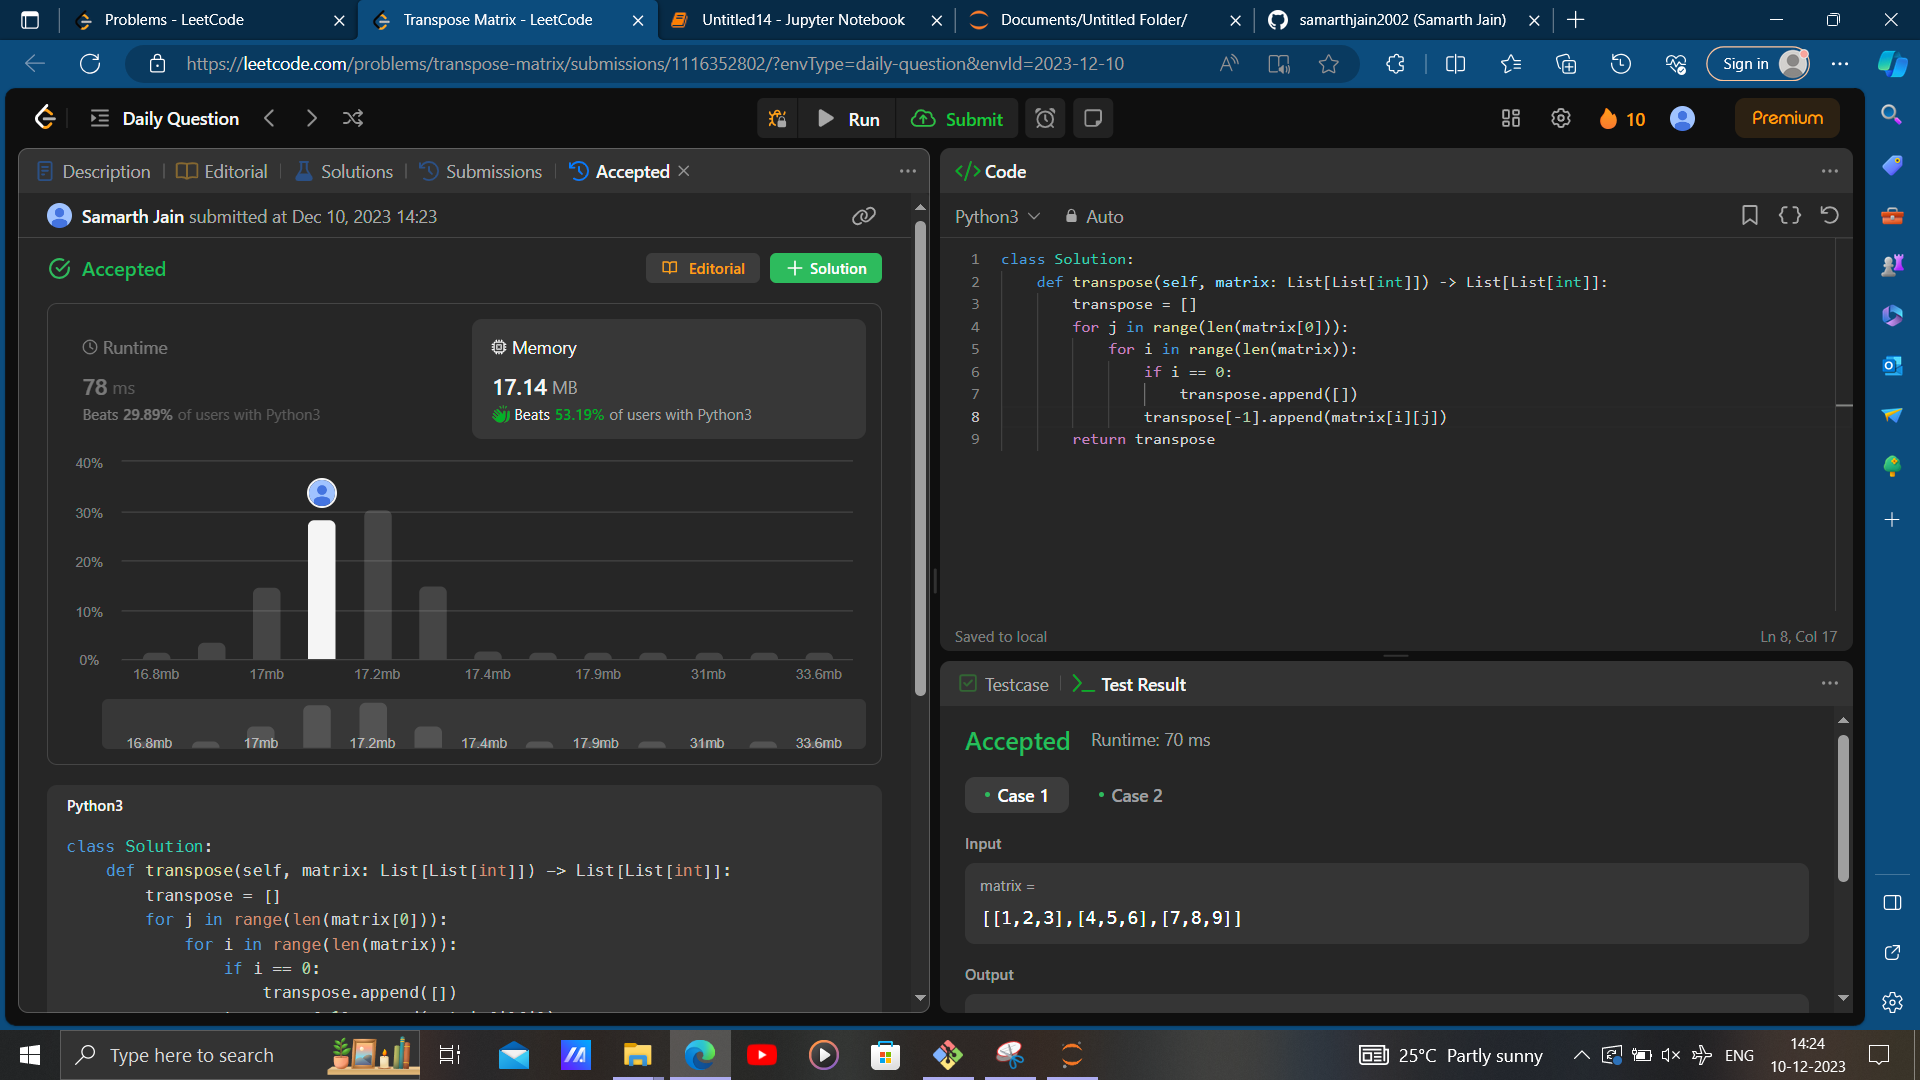 Problems - LeetCode
Transpose Matrix - LeetCode
Untitled14 - Jupyter Notebook
Documents/Untitled Folder/
samarthjain2002 (Samarth Jain)
https://leetcode.com/problems/transpose-matrix/submissions/1116352802/?envType=daily-question&envId=2023-12-10
Sign in
Daily Question
Run
Submit
10
Premium
Description
Editorial
Solutions
Submissions
Accepted
Samarth Jain submitted at Dec 10, 2023 14:23
Accepted
Editorial
+ Solution
Runtime
78 ms
Beats 29.89% of users with Python3
Memory
17.14 MB
Beats 53.19% of users with Python3
40%
30%
20%
10%
0%
16.8mb 17mb 17.2mb 17.4mb 17.9mb 31mb 33.6mb
16.8mb 17mb 17.2mb 17.4mb 17.9mb 31mb 33.6mb
Python3
class Solution:
    def transpose(self, matrix: List[List[int]]) -> List[List[int]]:
        transpose = []
        for j in range(len(matrix[0])):
            for i in range(len(matrix)):
                if i == 0:
                    transpose.append([])
</> Code
Python3
Auto
1 class Solution:
2     def transpose(self, matrix: List[List[int]]) -> List[List[int]]:
3         transpose = []
4         for j in range(len(matrix[0])):
5             for i in range(len(matrix)):
6                 if i == 0:
7                     transpose.append([])
8                 transpose[-1].append(matrix[i][j])
9         return transpose
Saved to local
Ln 8, Col 17
Testcase
Test Result
Accepted
Runtime: 70 ms
Case 1
Case 2
Input
matrix =
[[1,2,3],[4,5,6],[7,8,9]]
Output
Type here to search
25°C Partly sunny
ENG
14:24
10-12-2023